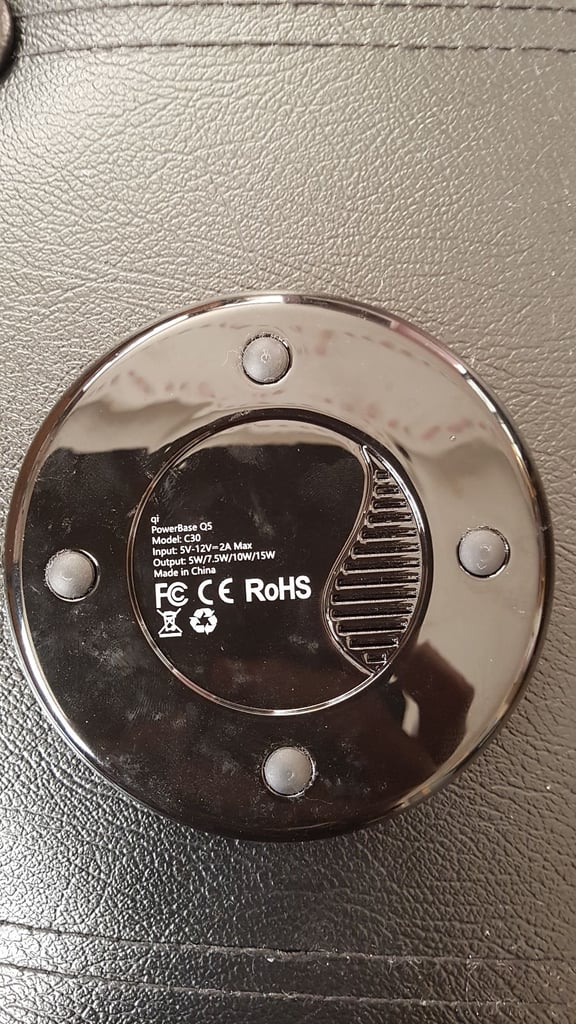 qi
PowerBase Q5
Model: C30
Input: 5V-12V=2A Max
Output: 5W/7.5W/10W/15W
Made in China
FC CE RoHS